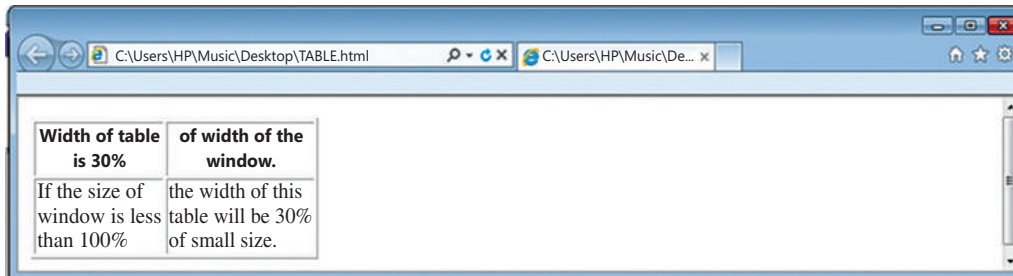 C:\Users\HP\Music\Desktop\TABLE.html
C:\Users\HP\Music\De...
Width of table is 30%
of width of the window.
If the size of window is less than 100%
the width of this table will be 30% of small size.